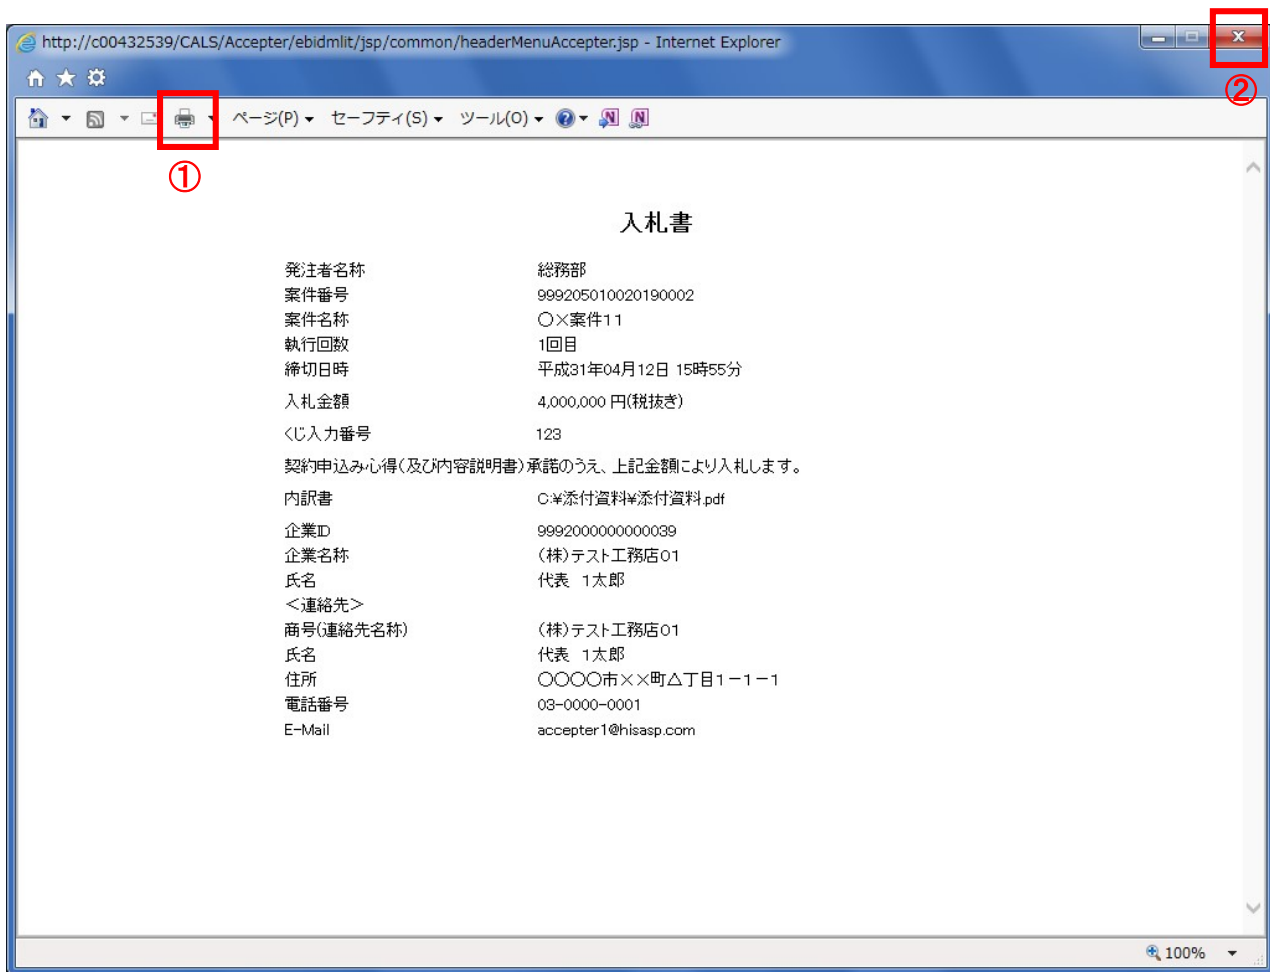 http://c00432539/CALS/Accepter/ebidmlit/jsp/common/headerMenuAccepter.jsp - Internet Explorer
②
ページ(P) セーフティ(S) ツール(O)
①
入札書
発注者名称 総務部
案件番号 999205010020190002
案件名称 〇×案件11
執行回数 1回目
締切日時 平成31年04月12日 15時55分
入札金額 4,000,000 円(税抜き)
くじ入力番号 123
契約申込み心得(及び内容説明書)承諾のうえ、上記金額により入札します。
内訳書 C:¥添付資料¥添付資料.pdf
企業ID 9992000000000039
企業名称 (株)テスト工務店01
氏名 代表 1太郎
<連絡先>
商号(連絡先名称) (株)テスト工務店01
氏名 代表 1太郎
住所 〇〇〇〇市××町△丁目1-1-1
電話番号 03-0000-0001
E-Mail accepter1@hisasp.com
100%